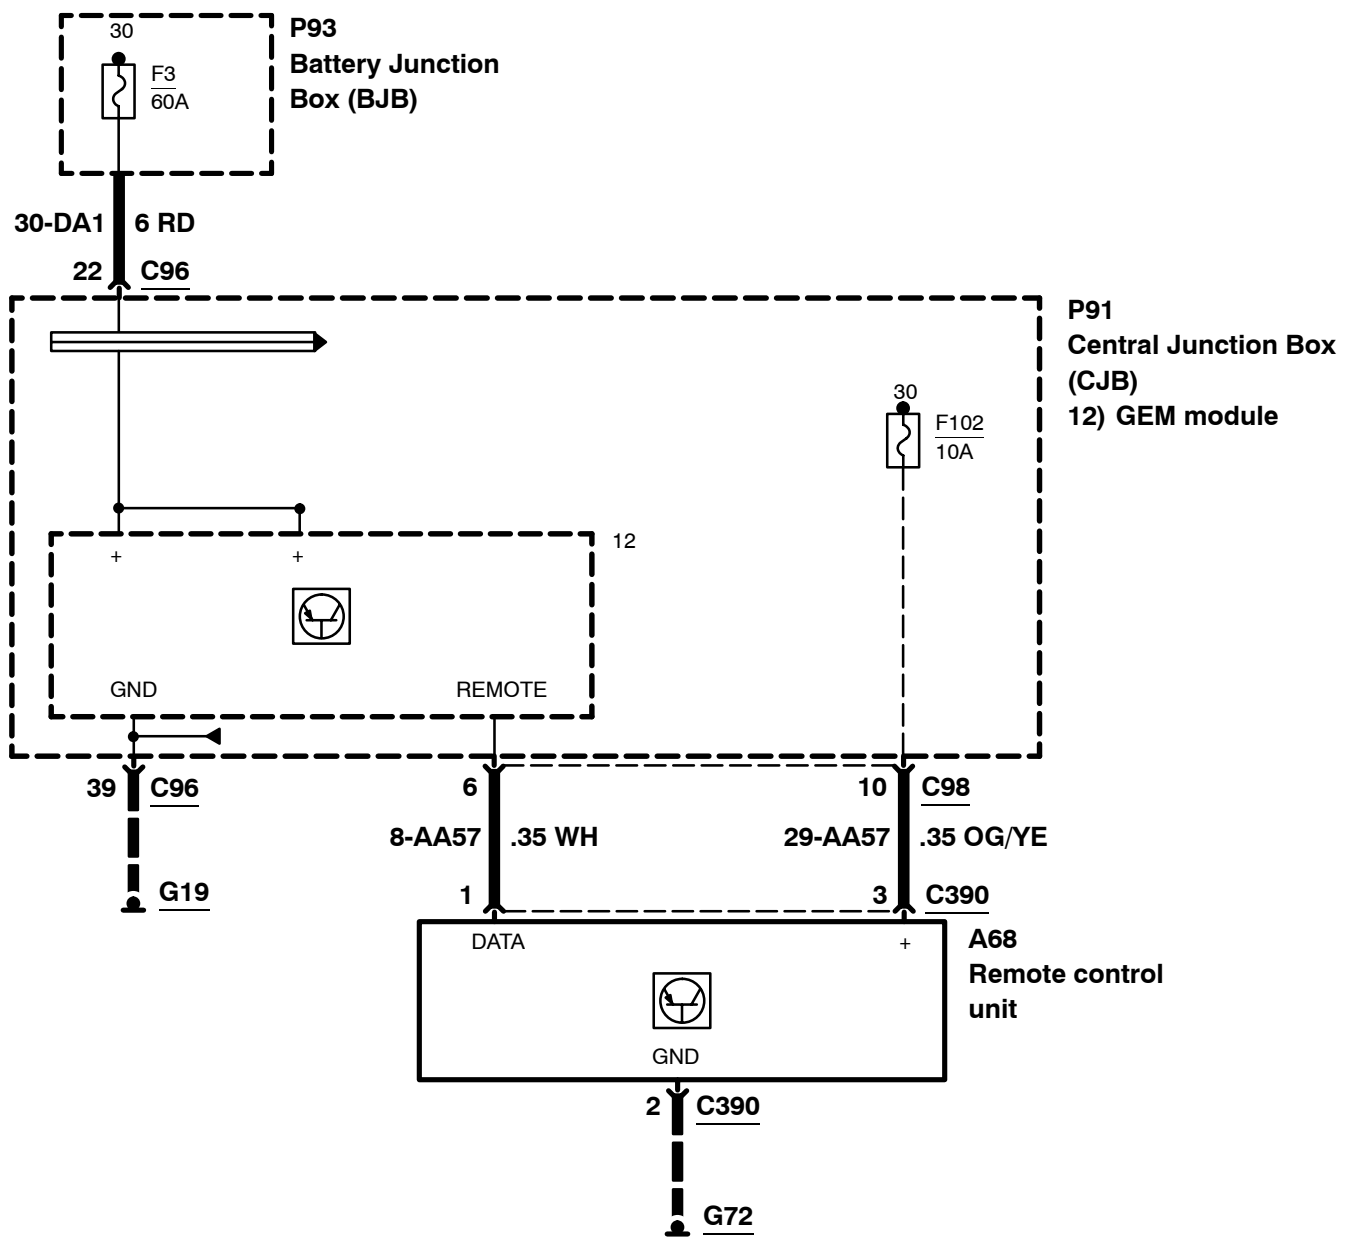 30
F3
60A
P93
Battery Junction
Box (BJB)
30-DA1 6 RD
22 C96
P91
Central Junction Box
(CJB)
12) GEM module
30
F102
10A
12
+ +
GND REMOTE
39 C96 6 10 C98
8-AA57 .35 WH 29-AA57 .35 OG/YE
G19 1 3 C390
DATA +
A68
Remote control
unit
GND
2 C390
G72